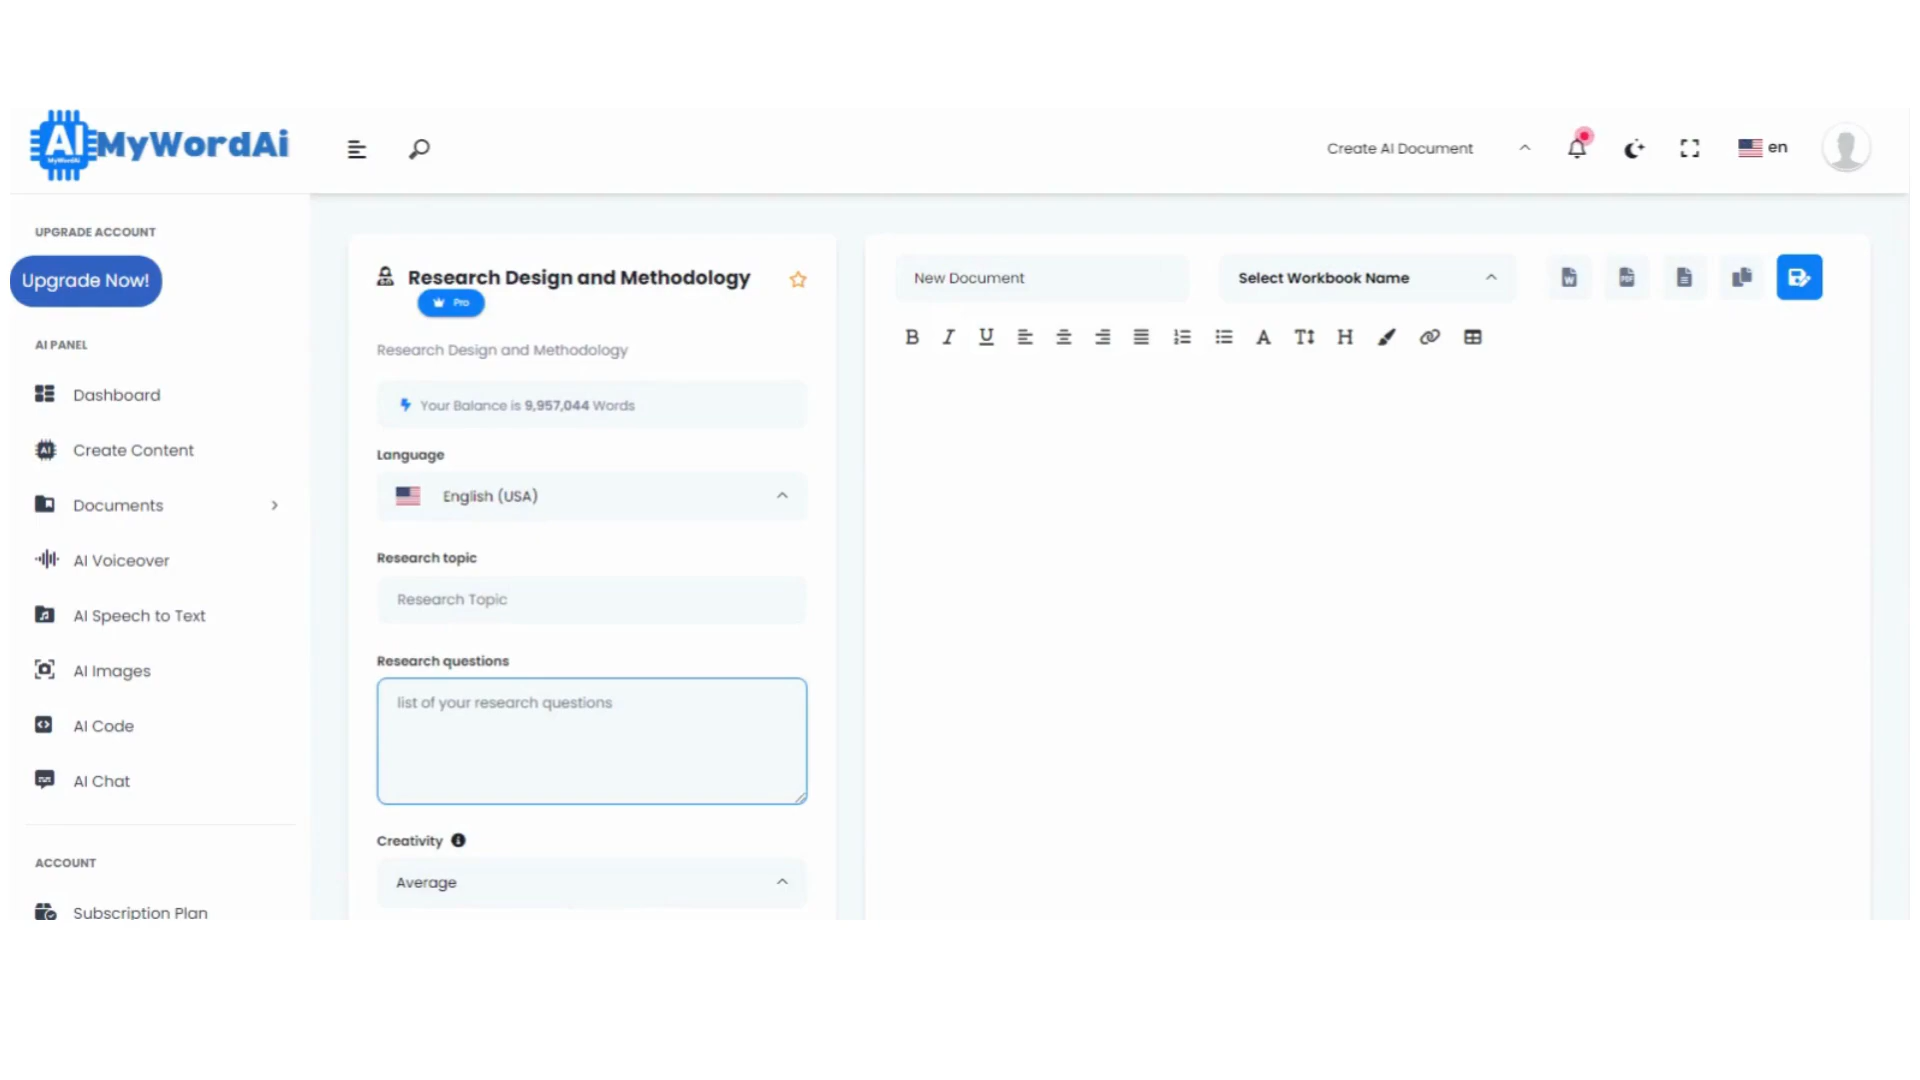 AI MyWordAi
MyWordAi
Create AI Document
en
UPGRADE ACCOUNT
Upgrade Now!
AI PANEL
Dashboard
AI Create Content
Documents
AI Voiceover
AI Speech to Text
AI Images
AI Code
AI Chat
ACCOUNT
Subscription Plan
Research Design and Methodology
Pro
Research Design and Methodology
Your Balance is 9,957,044 Words
Language
English (USA)
Research topic
Research Topic
Research questions
list of your research questions
Creativity
Average
New Document
Select Workbook Name
W
PDF
B I U A T H